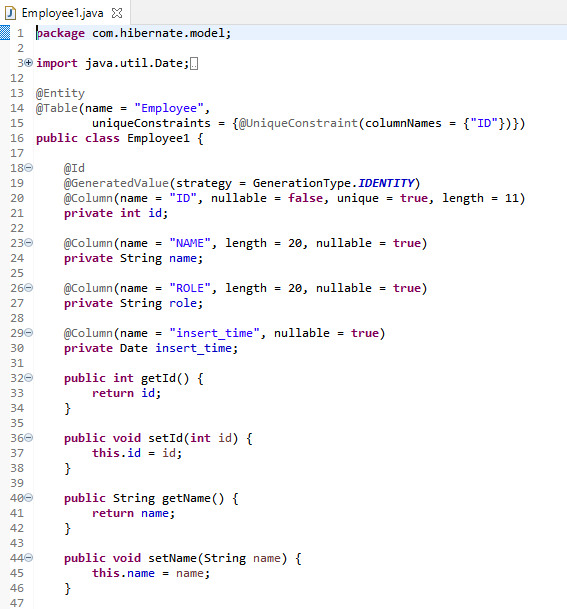 Employee1.java
1 package com.hibernate.model;
2
3 import java.util.Date;
12
13 @Entity
14 @Table(name = "Employee",
15         uniqueConstraints = {@UniqueConstraint(columnNames = {"ID"})})
16 public class Employee1 {
17
18     @Id
19     @GeneratedValue(strategy = GenerationType.IDENTITY)
20     @Column(name = "ID", nullable = false, unique = true, length = 11)
21     private int id;
22
23     @Column(name = "NAME", length = 20, nullable = true)
24     private String name;
25
26     @Column(name = "ROLE", length = 20, nullable = true)
27     private String role;
28
29     @Column(name = "insert_time", nullable = true)
30     private Date insert_time;
31
32     public int getId() {
33         return id;
34     }
35
36     public void setId(int id) {
37         this.id = id;
38     }
39
40     public String getName() {
41         return name;
42     }
43
44     public void setName(String name) {
45         this.name = name;
46     }
47